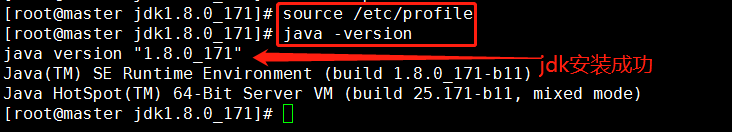 [root@master jdk1.8.0_171]# source /etc/profile
[root@master jdk1.8.0_171]# java -version
java version "1.8.0_171"
jdk安装成功
Java(TM) SE Runtime Environment (build 1.8.0_171-b11)
Java HotSpot(TM) 64-Bit Server VM (build 25.171-b11, mixed mode)
[root@master jdk1.8.0_171]#